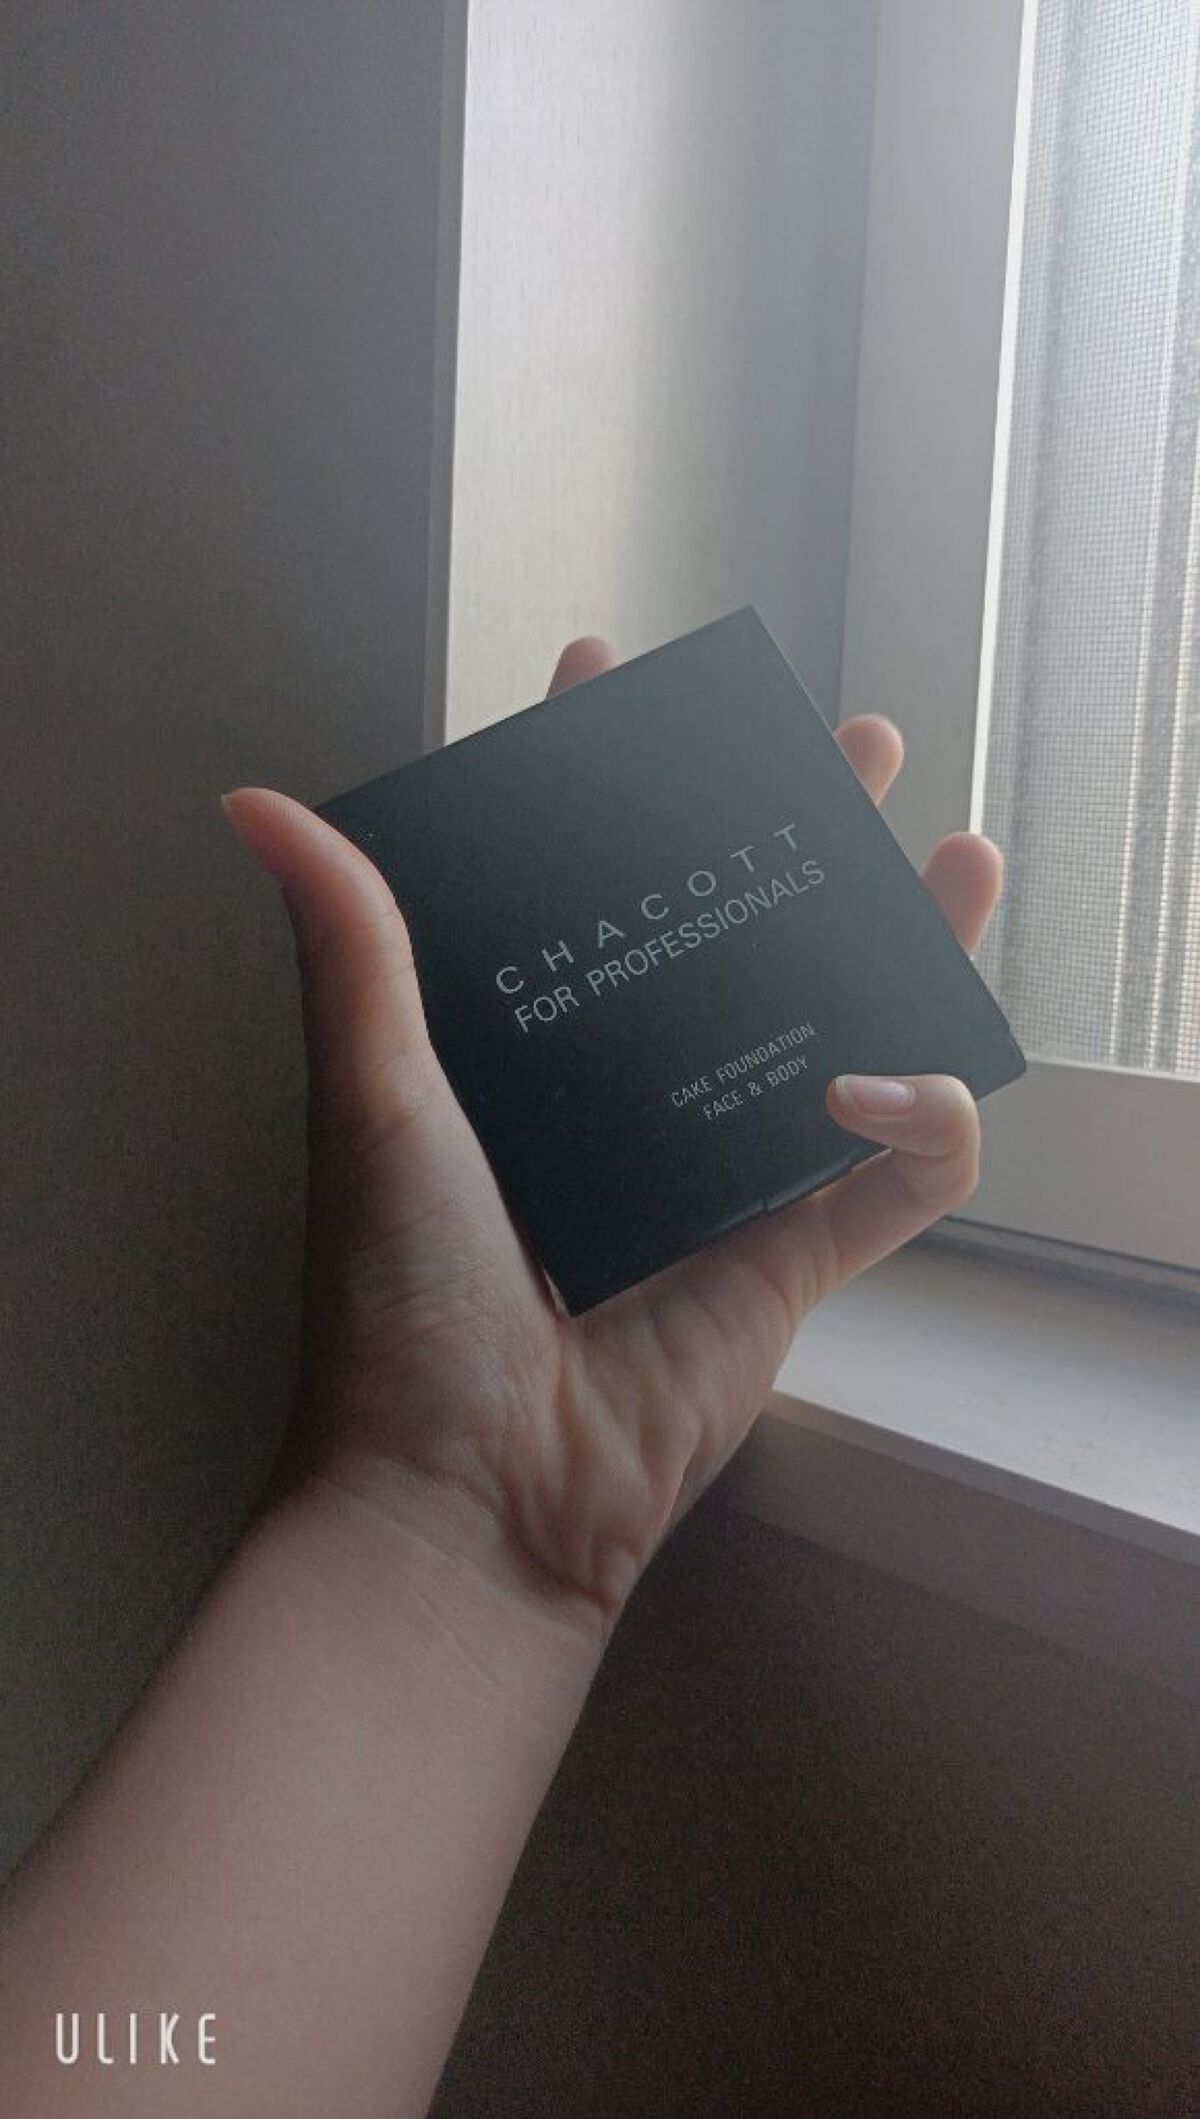 CHACOTT
FOR PROFESSIONALS
CAKE FOUNDATION
FACE & BODY
ULIKE